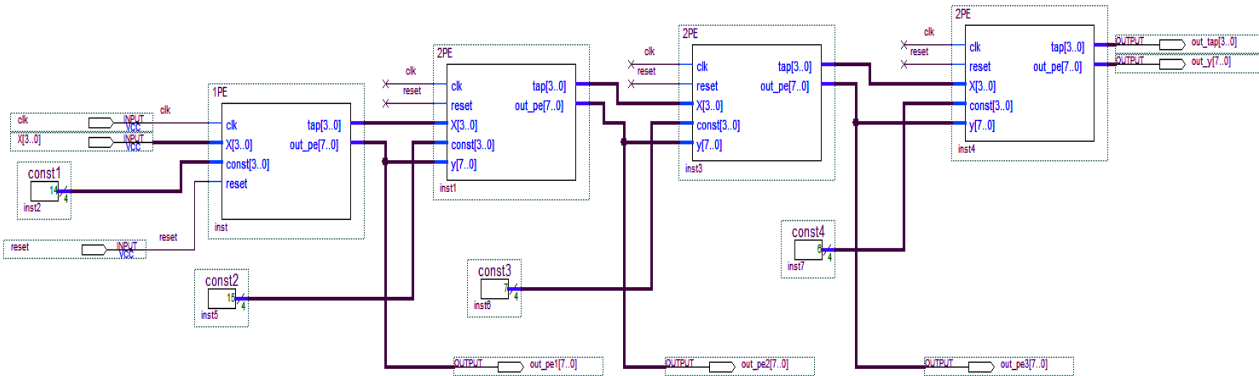 2PE
clk
reset
clk
reset
X[3..0]
const[3..0]
y[7..0]
tap[3..0]
out_pe[7..0]
inst4
OUTPUT
out_tap[3..0]
OUTPUT
out_y[7..0]
2PE
clk
reset
clk
reset
X[3..0]
const[3..0]
y[7..0]
tap[3..0]
out_pe[7..0]
inst3
2PE
clk
reset
clk
reset
X[3..0]
const[3..0]
y[7..0]
tap[3..0]
out_pe[7..0]
inst1
1PE
clk
clk
X[3..0]
const[3..0]
reset
tap[3..0]
out_pe[7..0]
inst
clk
INPUT
VCC
X[3..0]
INPUT
VCC
const1
14
4
inst2
reset
INPUT
VCC
reset
const2
15
4
inst5
const3
7
4
inst6
const4
6
4
inst7
OUTPUT
out_pe1[7..0]
OUTPUT
out_pe2[7..0]
OUTPUT
out_pe3[7..0]